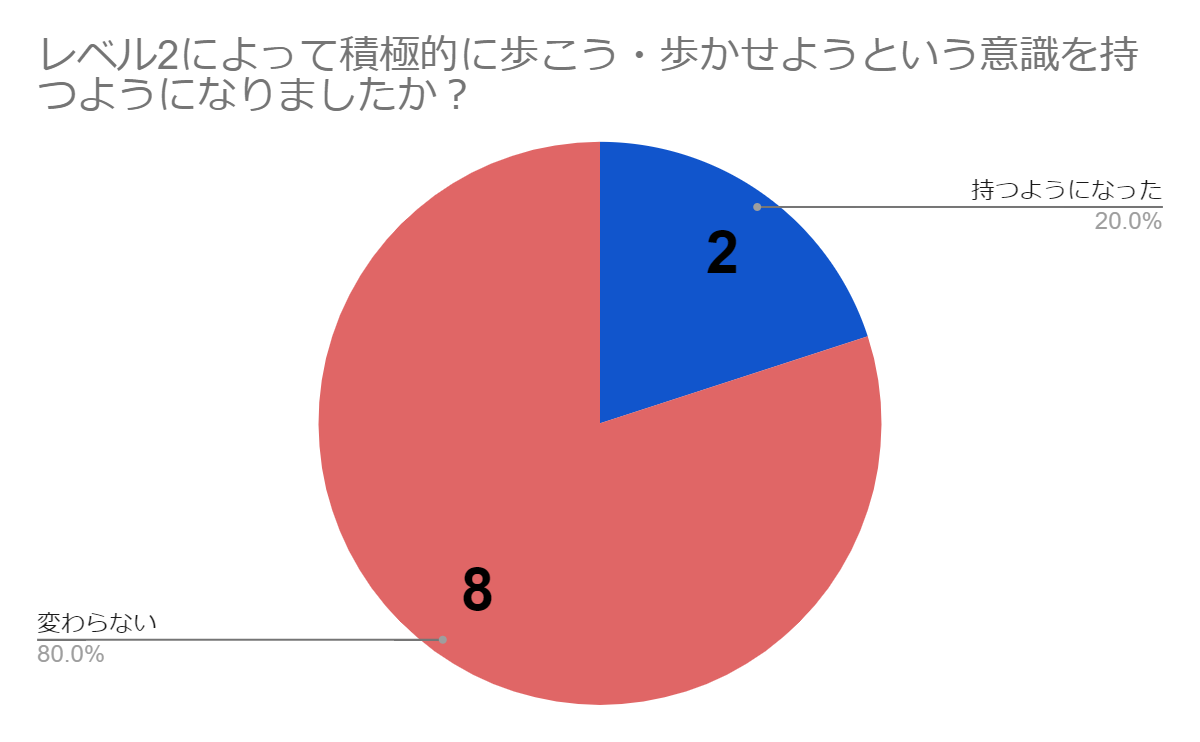 レベル2によって積極的に歩こう・歩かせようという意識を持
つようになりましたか？
持つようになった
20.0%
2
8
変わらない
80.0%